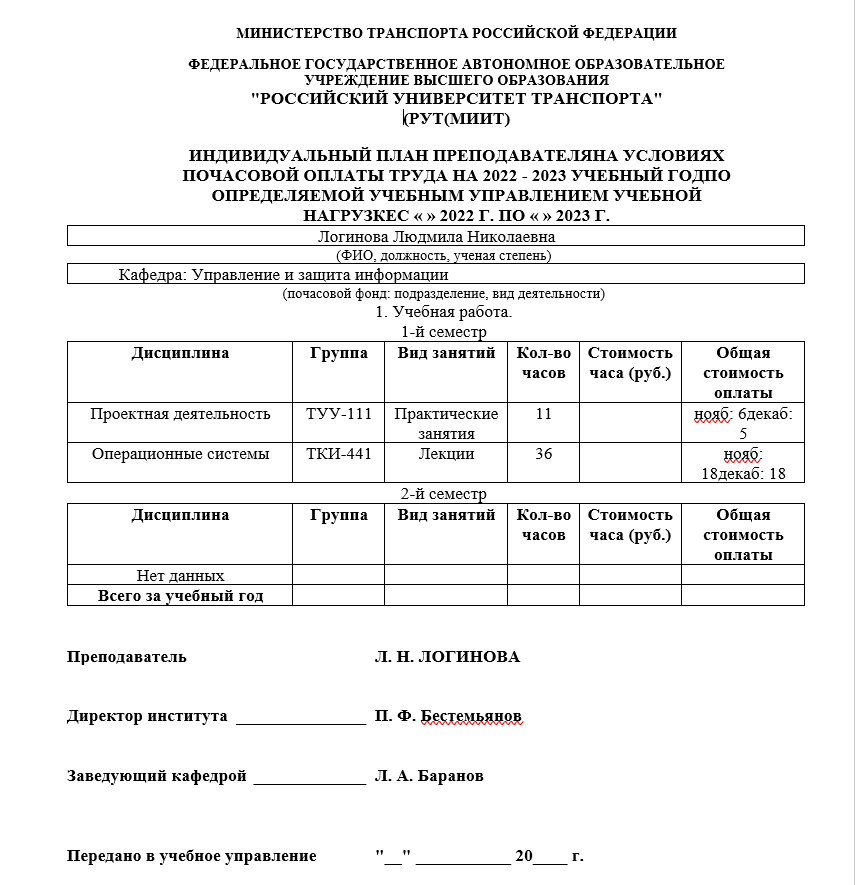 МИНИСТЕРСТВО ТРАНСПОРТА РОССИЙСКОЙ ФЕДЕРАЦИИ
ФЕДЕРАЛЬНОЕ ГОСУДАРСТВЕННОЕ АВТОНОМНОЕ ОБРАЗОВАТЕЛЬНОЕ
УЧРЕЖДЕНИЕ ВЫСШЕГО ОБРАЗОВАНИЯ
"РОССИЙСКИЙ УНИВЕРСИТЕТ ТРАНСПОРТА"
(РУТ(МИИТ)
ИНДИВИДУАЛЬНЫЙ ПЛАН ПРЕПОДАВАТЕЛЯНА УСЛОВИЯХ
ПОЧАСОВОЙ ОПЛАТЫ ТРУДА НА 2022 - 2023 УЧЕБНЫЙ ГОДПО
ОПРЕДЕЛЯЕМОЙ УЧЕБНЫМ УПРАВЛЕНИЕМ УЧЕБНОЙ
НАГРУЗКЕС « » 2022 Г. ПО « » 2023 Г.
Логинова Людмила Николаевна
(ФИО, должность, ученая степень)
Кафедра: Управление и защита информации
(почасовой фонд: подразделение, вид деятельности)
1. Учебная работа.
1-й семестр
Дисциплина Группа Вид занятий Кол-во Стоимость Общая
часов часа (руб.) стоимость
оплаты
Проектная деятельность ТУУ-111 Практические 11 нояб: 6декаб:
занятия 5
Операционные системы ТКИ-441 Лекции 36 нояб:
18декаб: 18
2-й семестр
Дисциплина Группа Вид занятий Кол-во Стоимость Общая
часов часа (руб.) стоимость
оплаты
Нет данных
Всего за учебный год
Преподаватель Л. Н. ЛОГИНОВА
Директор института _______________ П. Ф. Бестемьянов
Заведующий кафедрой _____________ Л. А. Баранов
Передано в учебное управление "__" ___________ 20____ г.